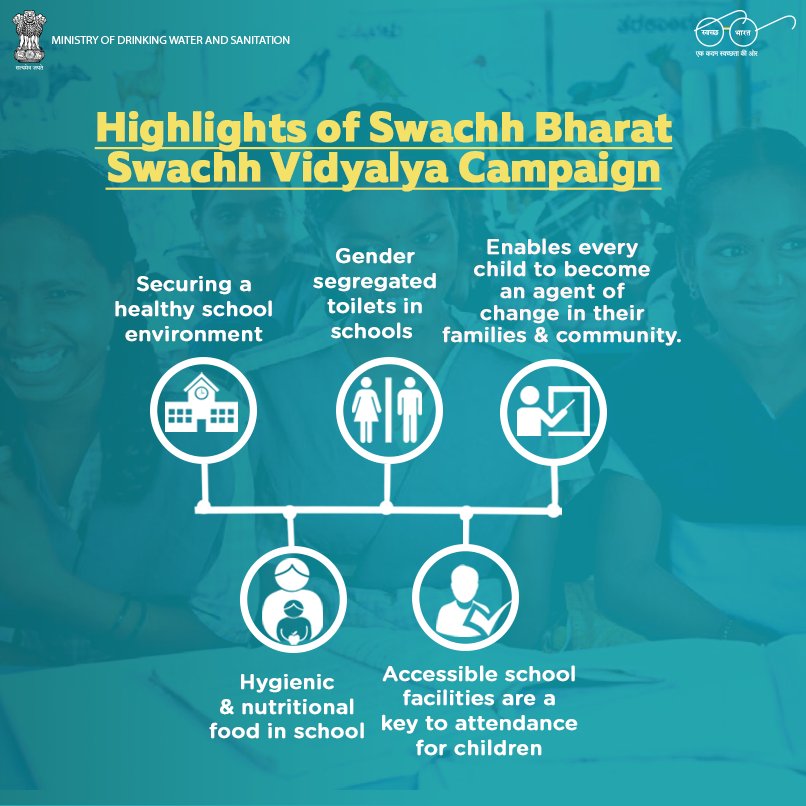 सत्यमेव जयते
MINISTRY OF DRINKING WATER AND SANITATION
स्वच्छ भारत
एक कदम स्वच्छता की ओर
Highlights of Swachh Bharat
Swachh Vidyalya Campaign
Securing a
healthy school
environment
Gender
segregated
toilets in
schools
Enables every
child to become
an agent of
change in their
families & community.
Hygienic
& nutritional
food in school
Accessible school
facilities are a
key to attendance
for children